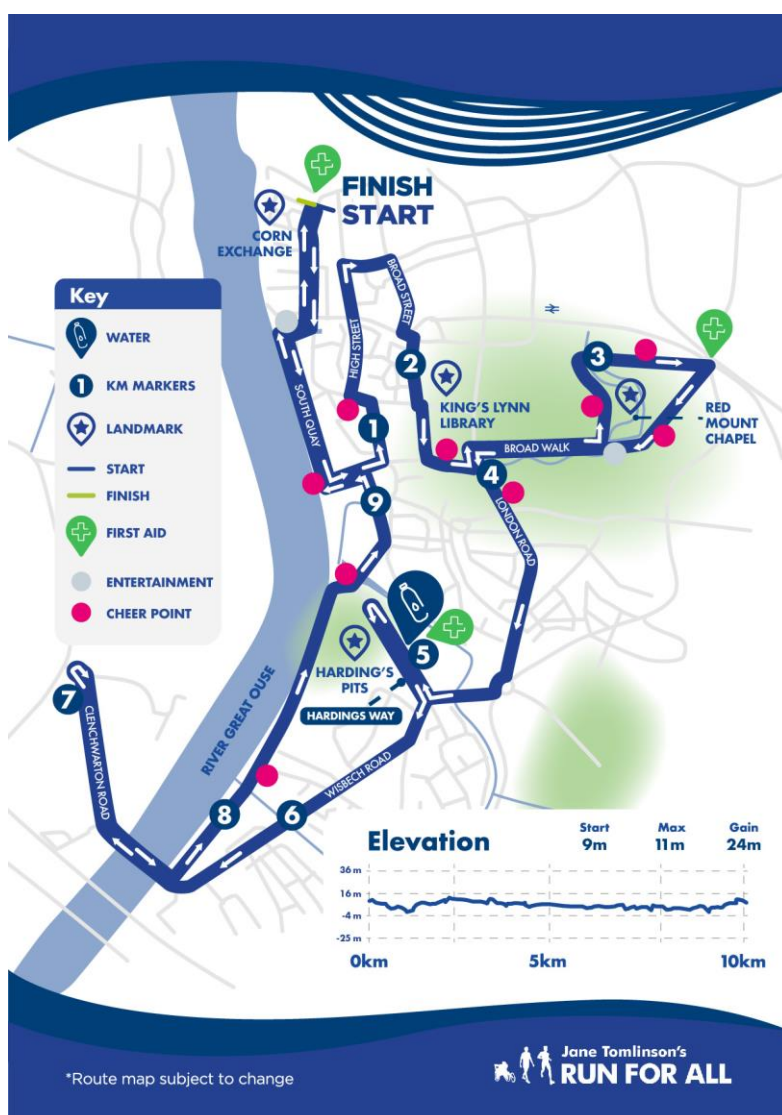 FINISH
START
CORN
EXCHANGE
Key
WATER
1
KM MARKERS
LANDMARK
START
FINISH
FIRST AID
ENTERTAINMENT
CHEER POINT
HIGH STREET
BROAD STREET
2
KING'S LYNN
LIBRARY
3
RED
MOUNT
CHAPEL
SOUTH QUAY
1
BROAD WALK
4
9
LONDON ROAD
5
HARDING'S
PITS
HARDINGS WAY
7
CLENCHWARTON ROAD
RIVER GREAT OUSE
WISBECH ROAD
8
6
Elevation
Start
9m
Max
11m
Gain
24m
36 m
16 m
-4 m
-25 m
0km
5km
10km
*Route map subject to change
Jane Tomlinson's
RUN FOR ALL